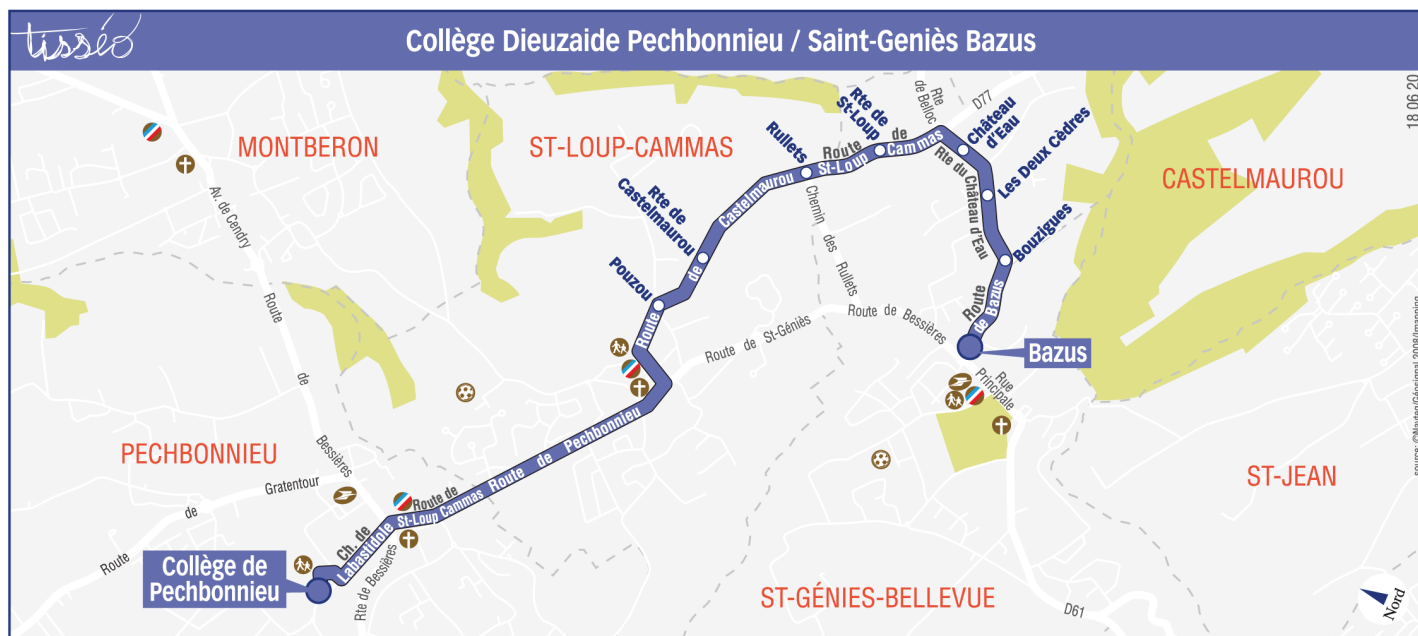 tisséo
Collège Dieuzaide Pechbonnieu / Saint-Geniès Bazus
18 06 20
MONTBERON
ST-LOUP-CAMMAS
CASTELMAUROU
PECHBONNIEU
ST-JEAN
ST-GÉNIES-BELLEVUE
Rte
de Belloc
D77
Rullets
Rte de
St-Loup
Château
d'Eau
Les Deux Cèdres
Bouzigues
Rte de
Castelmaurou
Pouzou
Route de
St-Loup Cammas
Rte du Château d'Eau
Route
de Bazus
Bazus
Route de Castelmaurou
Chemin des Rullets
Route de Bessières
Route de St-Géniès
Rue
Principale
Av. de Cendry
Route de Bessières
Route de Gratentour
Route de Pechbonnieu
Route de
St-Loup Cammas
Ch. de
Labastidole
Rte de Bessières
Collège de
Pechbonnieu
D61
Nord